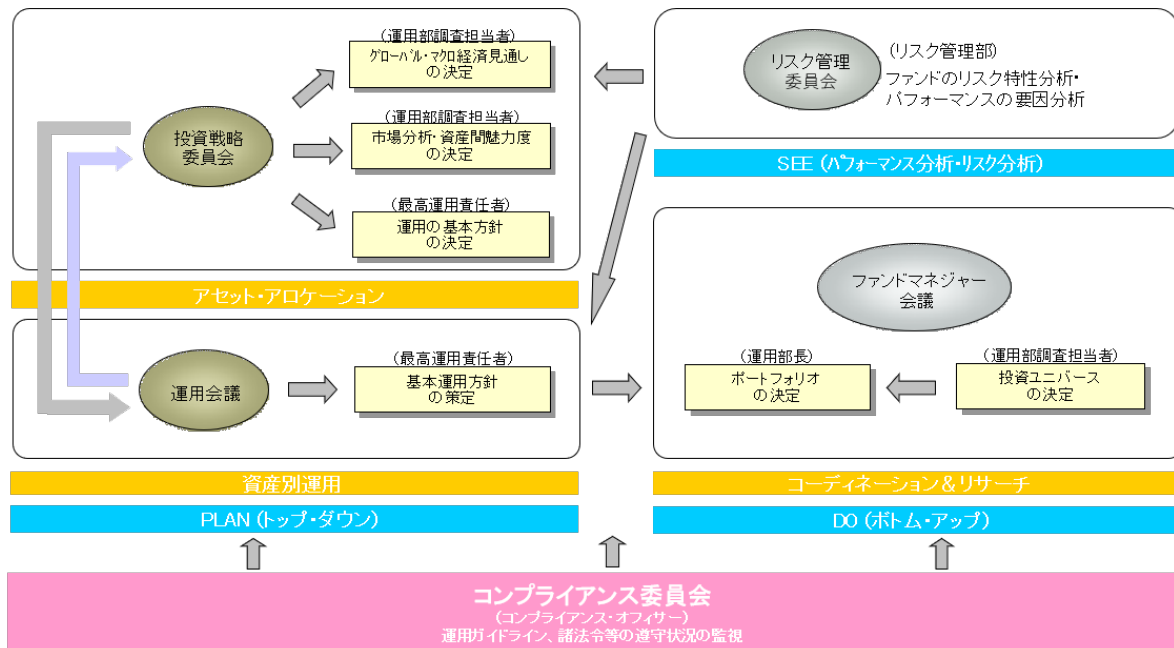 (運用部調査担当者)
グローバル・マクロ経済見通し
の決定
投資戦略
委員会
(運用部調査担当者)
市場分析・資産間魅力度
の決定
(最高運用責任者)
運用の基本方針
の決定
アセット・アロケーション
運用会議
(最高運用責任者)
基本運用方針
の策定
資産別運用
PLAN (トップ・ダウン)
リスク管理
委員会
(リスク管理部)
ファンドのリスク特性分析・
パフォーマンスの要因分析
SEE (パフォーマンス分析・リスク分析)
ファンドマネジャー
会議
(運用部長)
ポートフォリオ
の決定
(運用部調査担当者)
投資ユニバース
の決定
コーディネーション&リサーチ
DO (ボトム・アップ)
コンプライアンス委員会
(コンプライアンス・オフィサー)
運用ガイドライン、諸法令等の遵守状況の監視